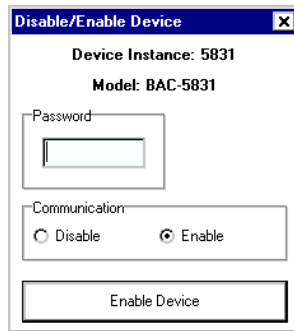 Disable/Enable Device
Device Instance: 5831
Model: BAC-5831
Password
Communication
Disable Enable
Enable Device